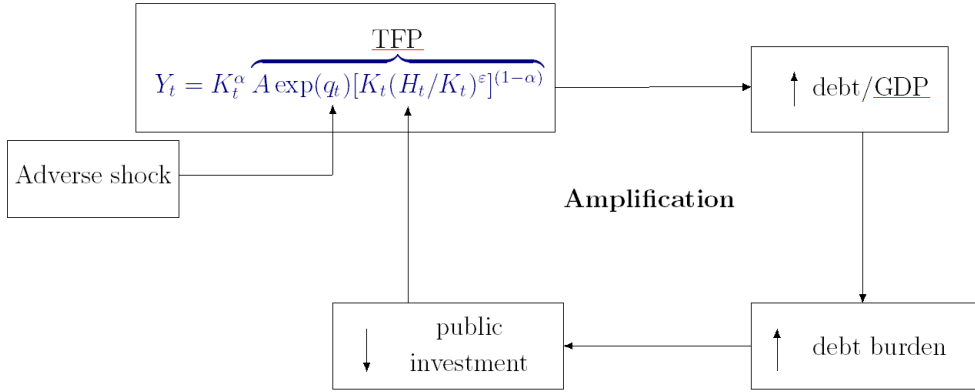 TFP
Y_t = K_t^α A exp(q_t)[K_t(H_t/K_t)^ε]^(1−α)
↑ debt/GDP
Adverse shock
Amplification
↓ public
investment
↑ debt burden